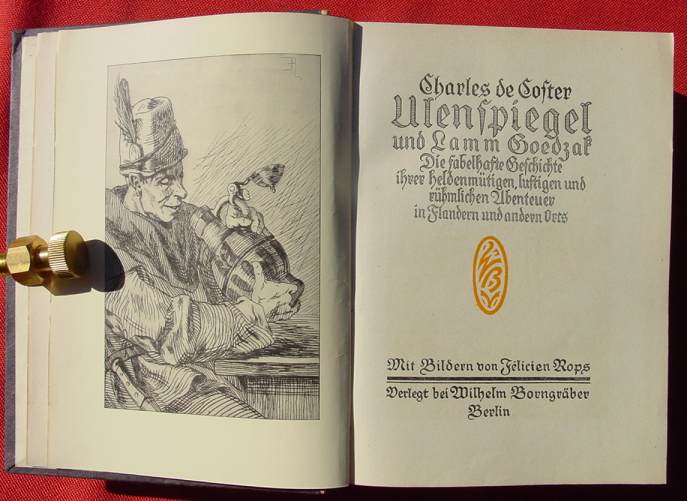 Charles de Coster
Ulenspiegel
und Lamm Goedzak
Die fabelhafte Geschichte
ihrer heldenmütigen, lustigen und
rühmlichen Abenteuer
in Flandern und andern Orts
Mit Bildern von Félicien Rops
Verlegt bei Wilhelm Borngräber
Berlin